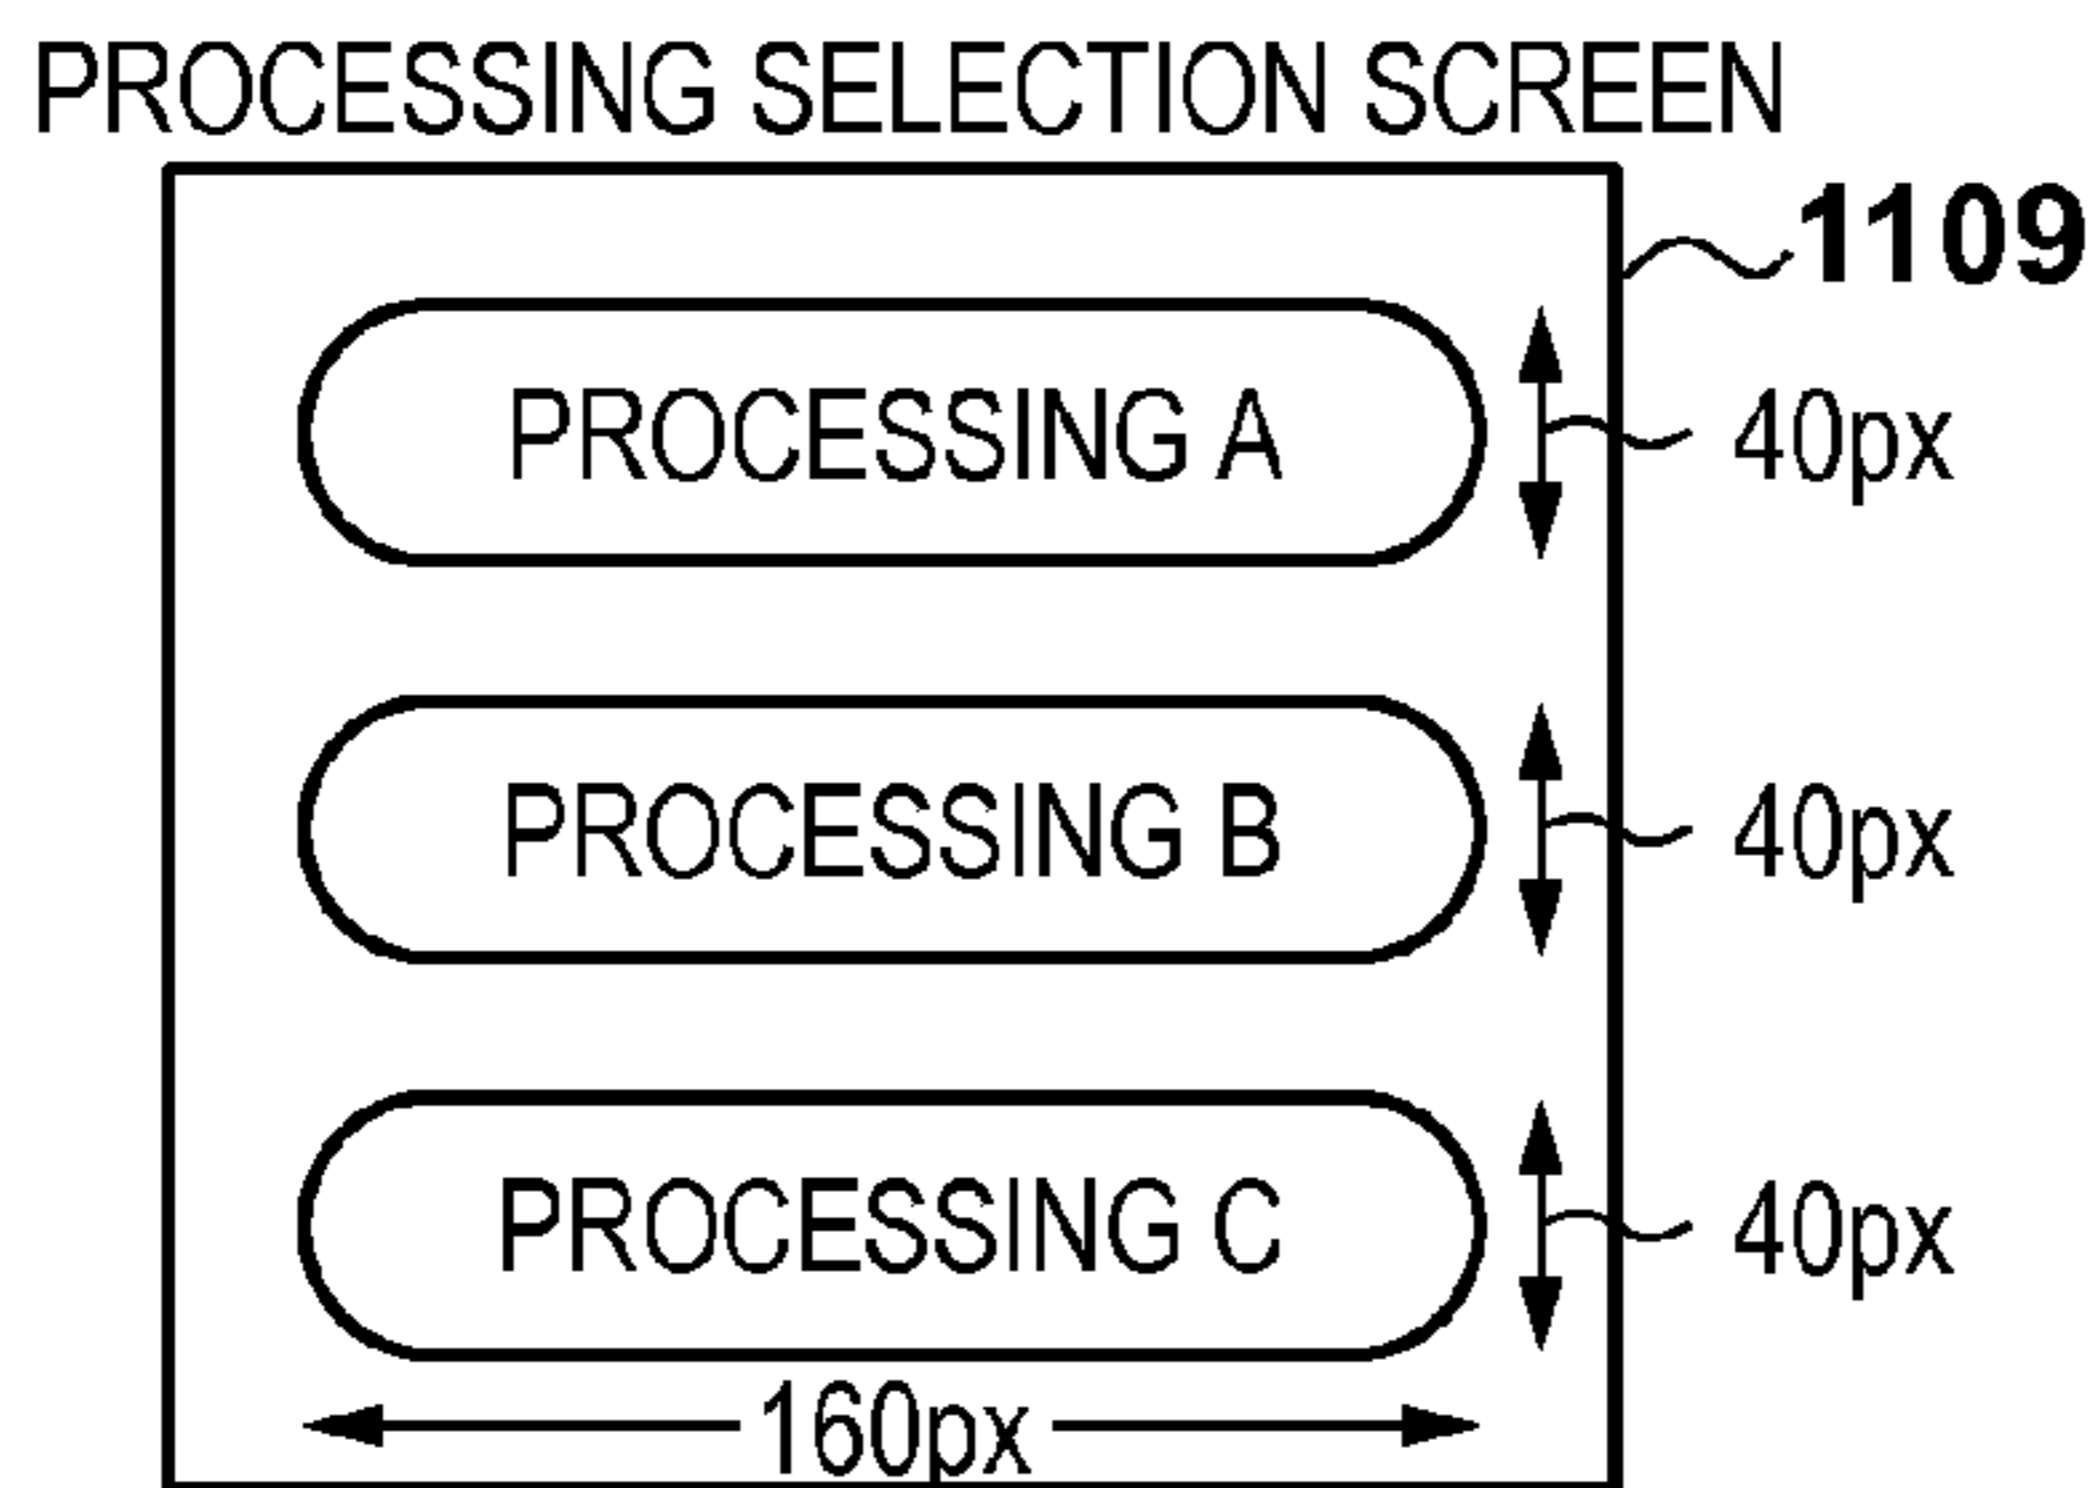 PROCESSING SELECTION SCREEN
1109
PROCESSING A
40px
PROCESSING B
40px
PROCESSING C
40px
160px